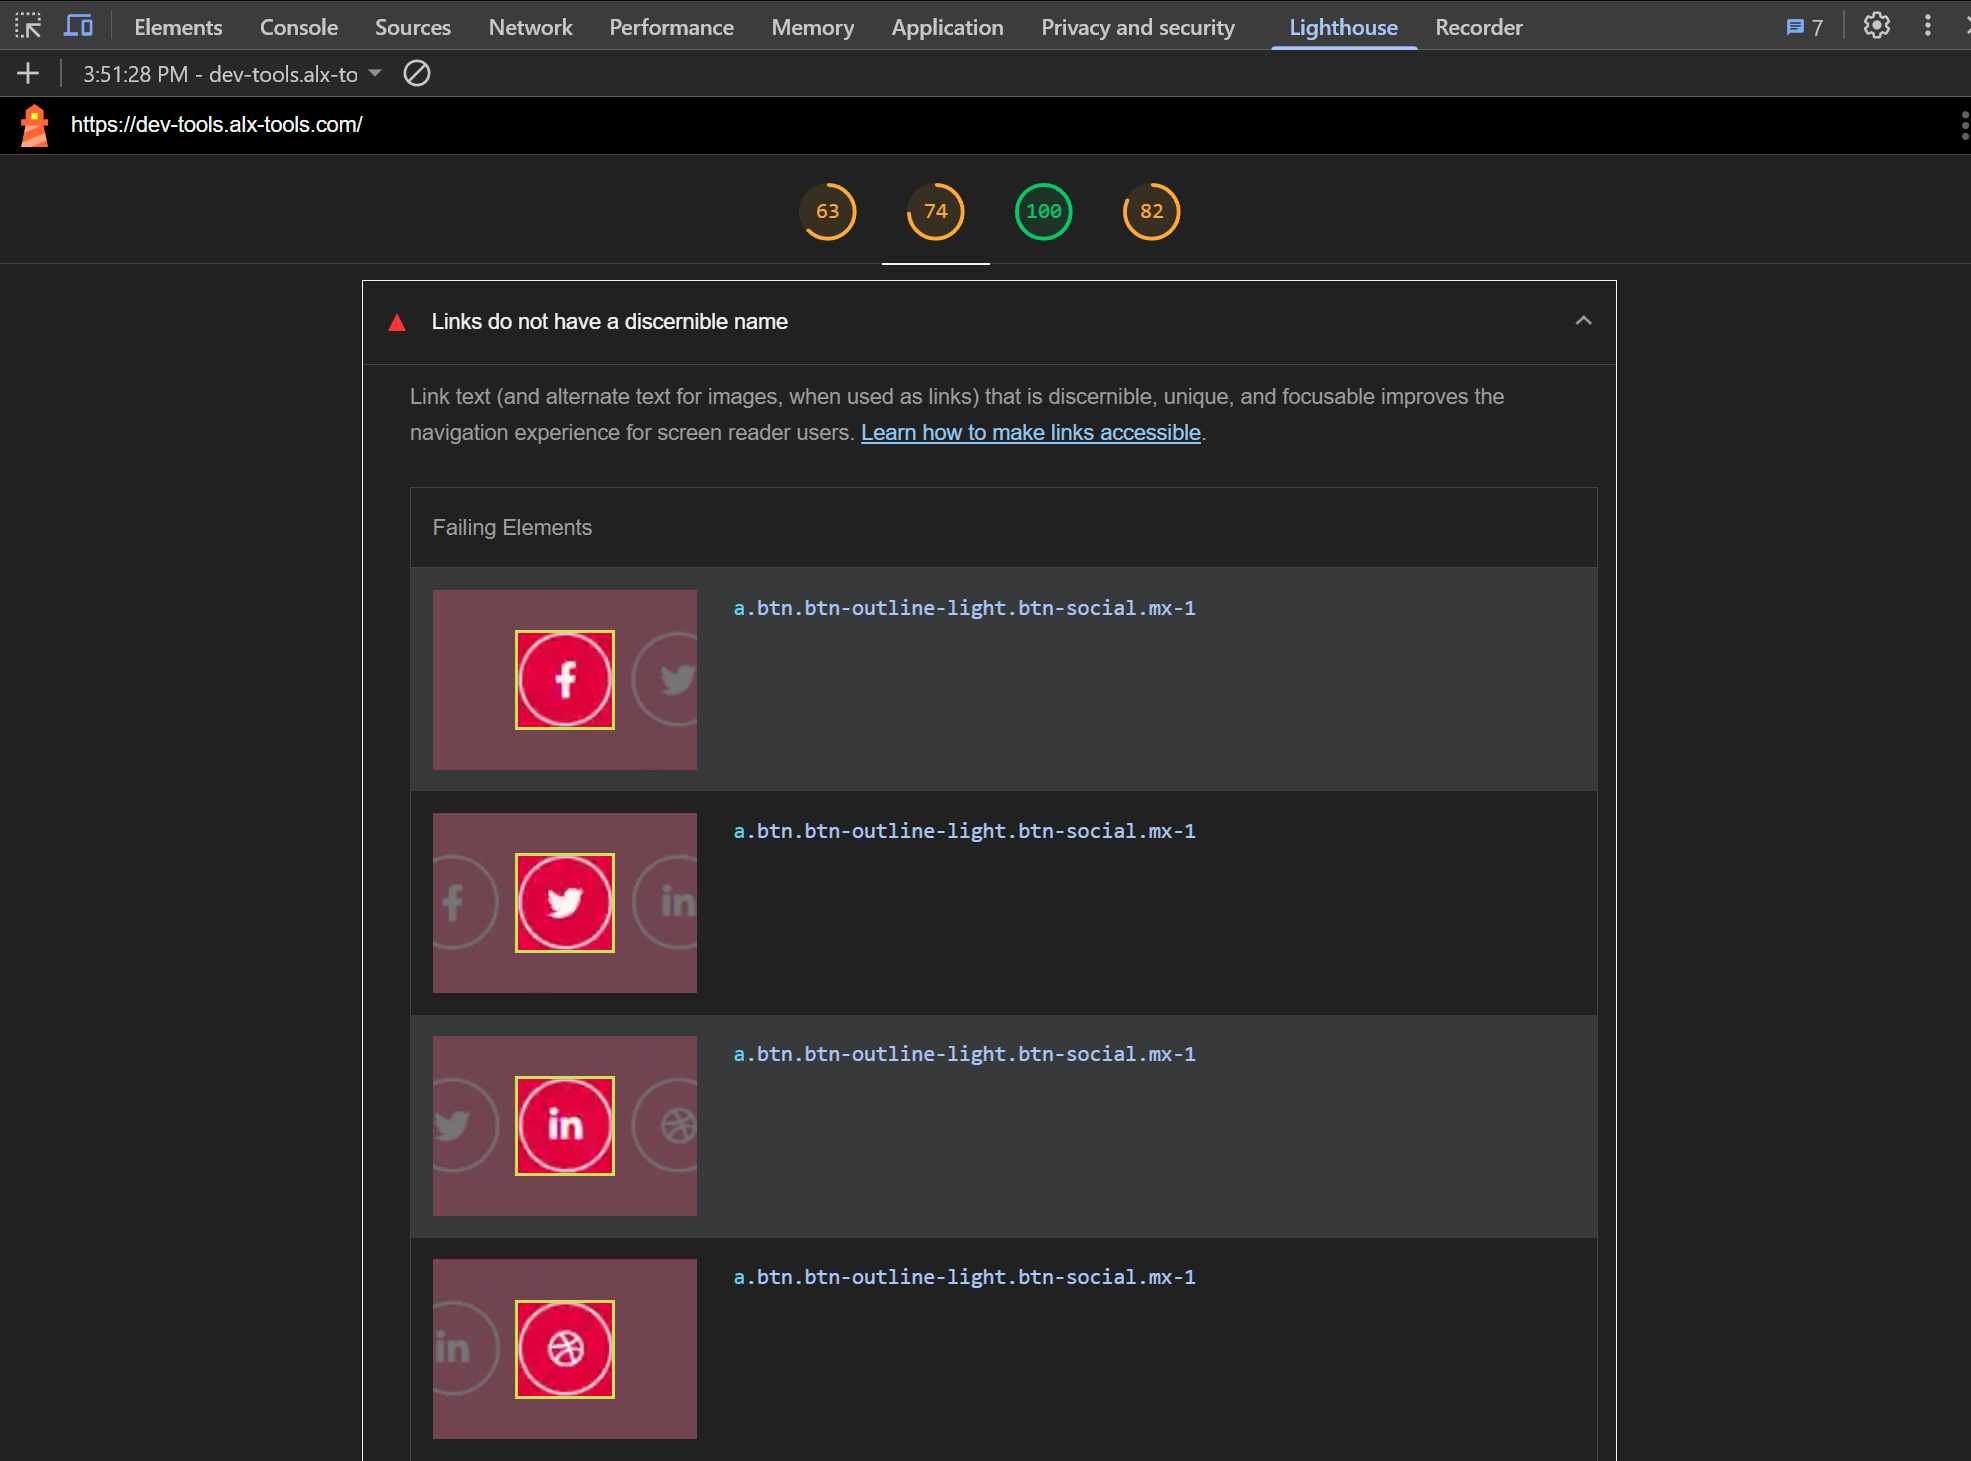 Elements Console Sources Network Performance Memory Application Privacy and security Lighthouse Recorder 7
3:51:28 PM - dev-tools.alx-to
https://dev-tools.alx-tools.com/
63 74 100 82
Links do not have a discernible name
Link text (and alternate text for images, when used as links) that is discernible, unique, and focusable improves the
navigation experience for screen reader users. Learn how to make links accessible.
Failing Elements
a.btn.btn-outline-light.btn-social.mx-1
f
a.btn.btn-outline-light.btn-social.mx-1
f in
a.btn.btn-outline-light.btn-social.mx-1
in
a.btn.btn-outline-light.btn-social.mx-1
in